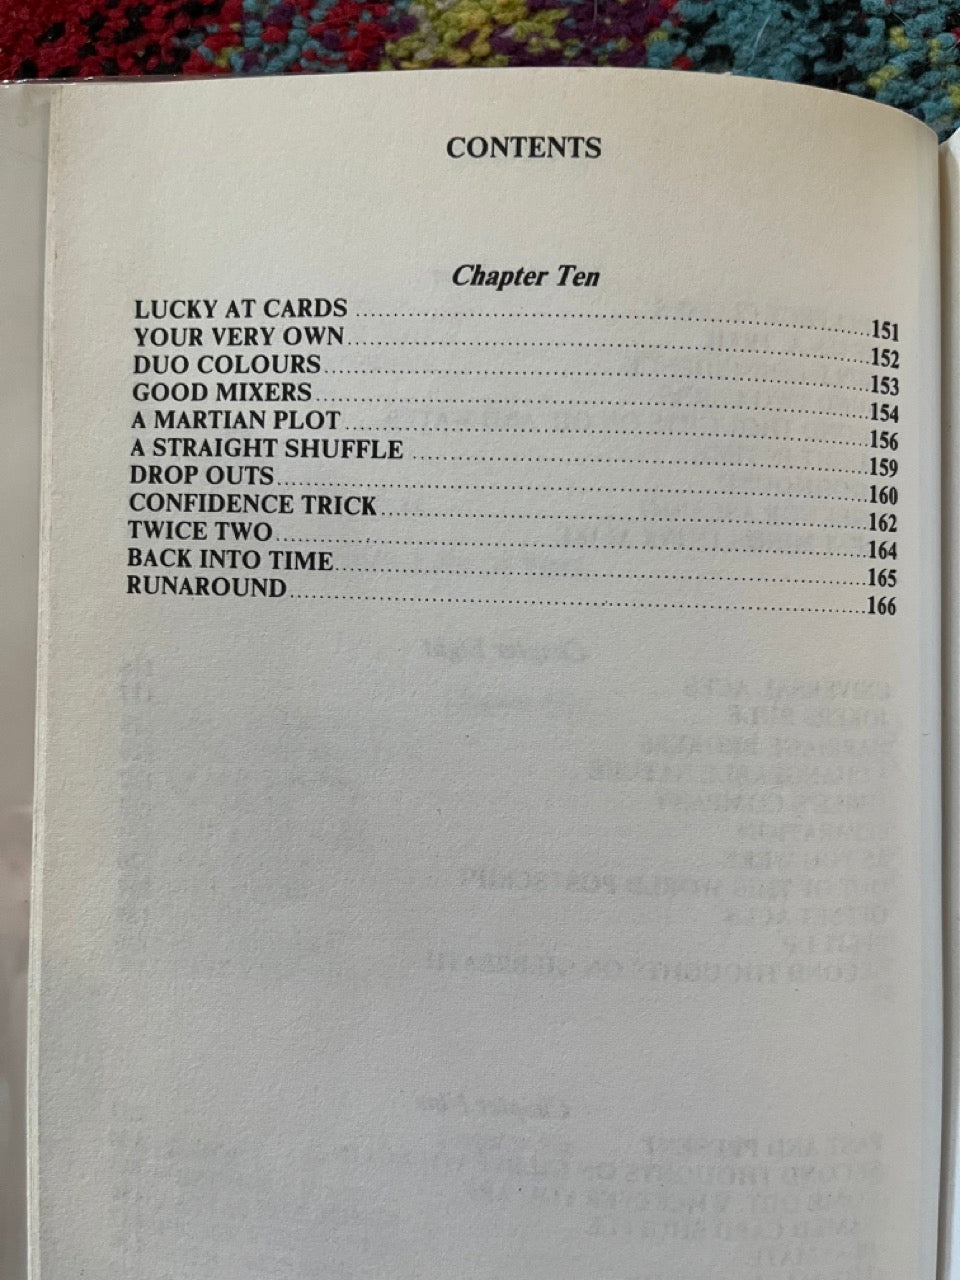 CONTENTS
Chapter Ten
LUCKY AT CARDS ........ 151
YOUR VERY OWN ........ 152
DUO COLOURS ........ 153
GOOD MIXERS ........ 154
A MARTIAN PLOT ........ 156
A STRAIGHT SHUFFLE ........ 159
DROP OUTS ........ 160
CONFIDENCE TRICK ........ 162
TWICE TWO ........ 164
BACK INTO TIME ........ 165
RUNAROUND ........ 166